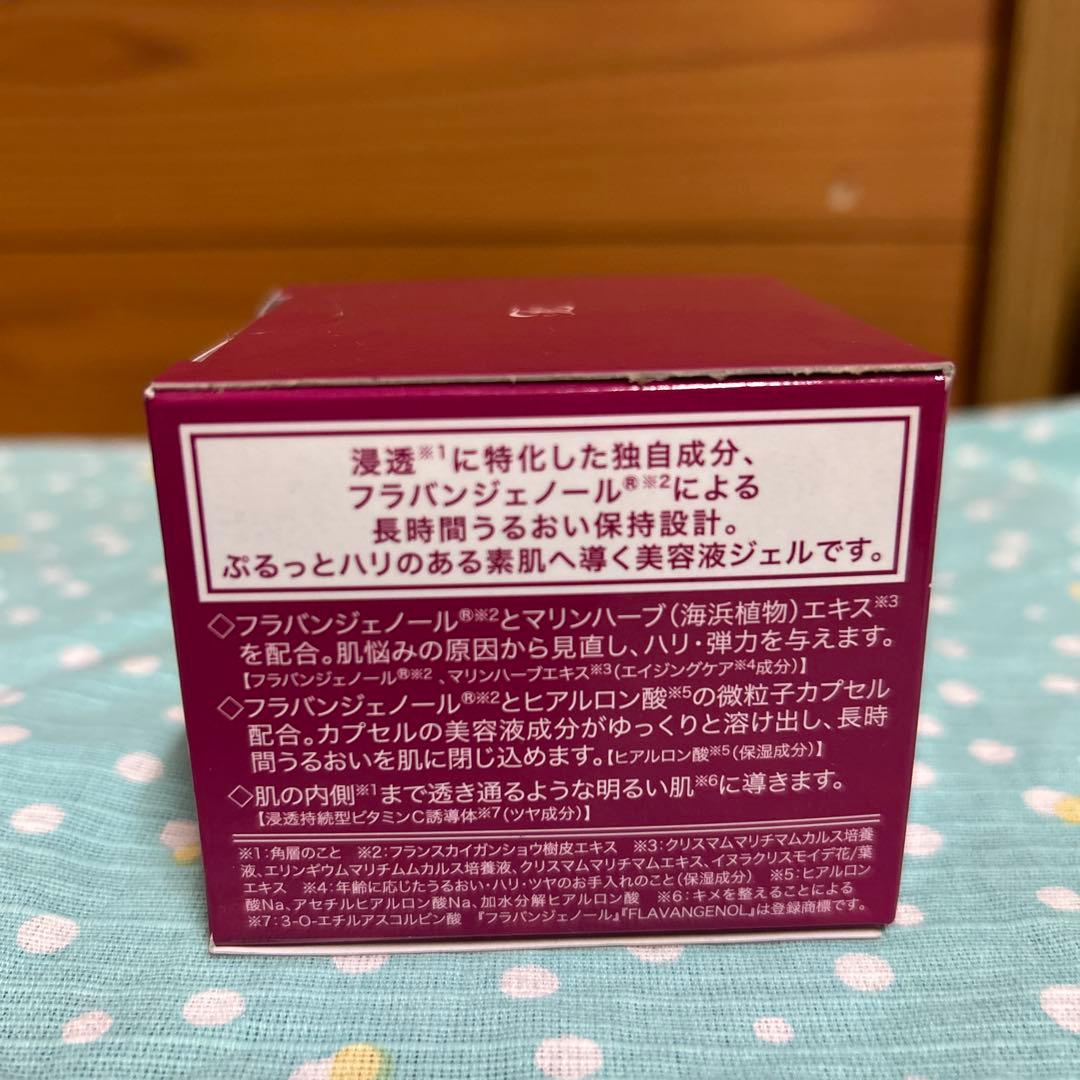 浸透※1に特化した独自成分、
フラバンジェノール®※2による
長時間うるおい保持設計。
ぷるっとハリのある素肌へ導く美容液ジェルです。
◇フラバンジェノール®※2とマリンハーブ(海浜植物)エキス※3
を配合。肌悩みの原因から見直し、ハリ・弾力を与えます。
【フラバンジェノール®※2、マリンハーブエキス※3(エイジングケア※4成分)】
◇フラバンジェノール®※2とヒアルロン酸※5の微粒子カプセル
配合。カプセルの美容液成分がゆっくりと溶け出し、長時
間うるおいを肌に閉じ込めます。【ヒアルロン酸※5(保湿成分)】
◇肌の内側※1まで透き通るような明るい肌※6に導きます。
【浸透持続型ビタミンC誘導体※7(ツヤ成分)】
※1:角層のこと ※2:フランスカイガンショウ樹皮エキス ※3:クリスマムマリチマムカルス培養
液、エリンギウムマリチムムカルス培養液、クリスマムマリチマムエキス、イヌラクリスモイデ花/葉
エキス ※4:年齢に応じたうるおい・ハリ・ツヤのお手入れのこと(保湿成分) ※5:ヒアルロン
酸Na、アセチルヒアルロン酸Na、加水分解ヒアルロン酸 ※6:キメを整えることによる
※7:3-O-エチルアスコルビン酸 『フラバンジェノール』『FLAVANGENOL』は登録商標です。